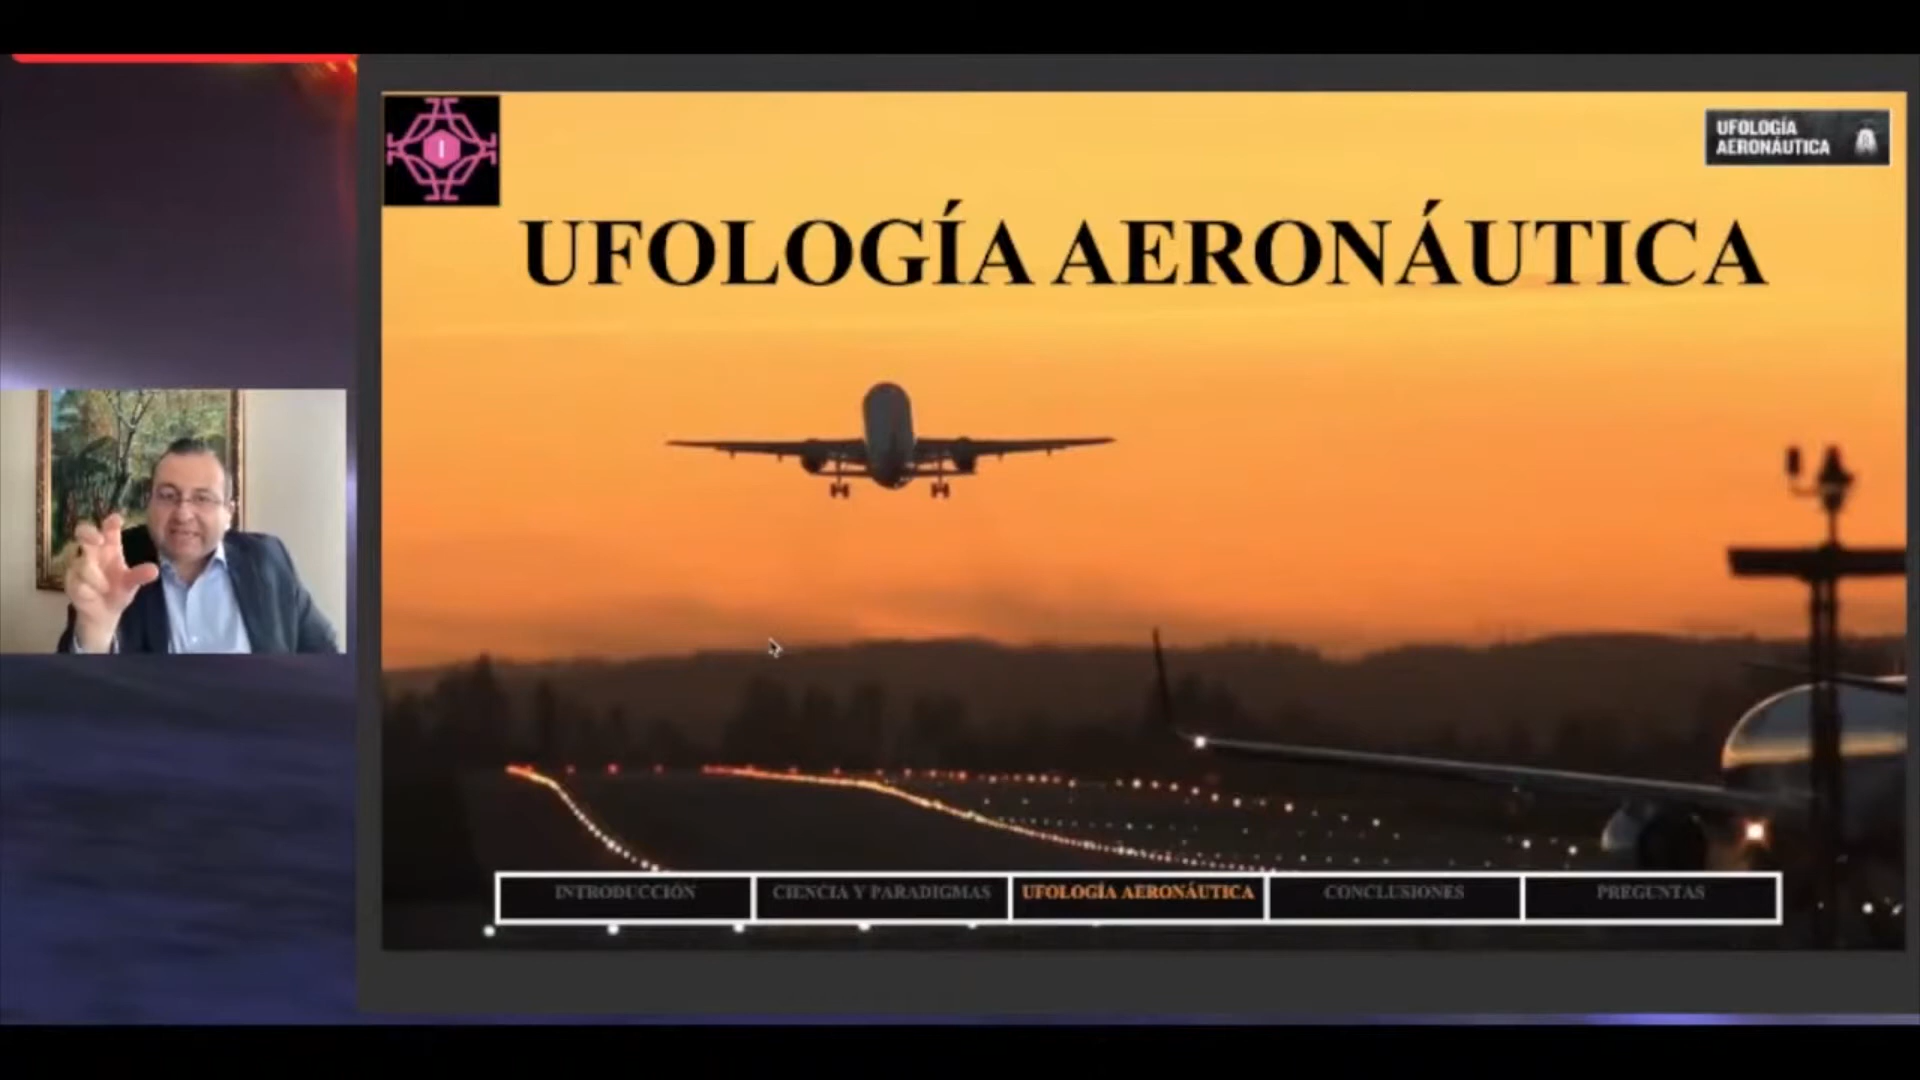 UFOLOGÍA
AERONÁUTICA
UFOLOGÍA AERONÁUTICA
INTRODUCCIÓN
CIENCIA Y PARADIGMAS
UFOLOGÍA AERONÁUTICA
CONCLUSIONES
PREGUNTAS